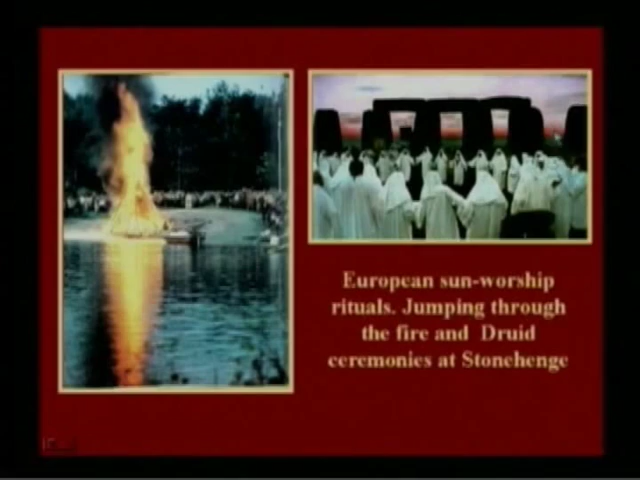 European sun-worship
rituals. Jumping through
the fire and Druid
ceremonies at Stonehenge